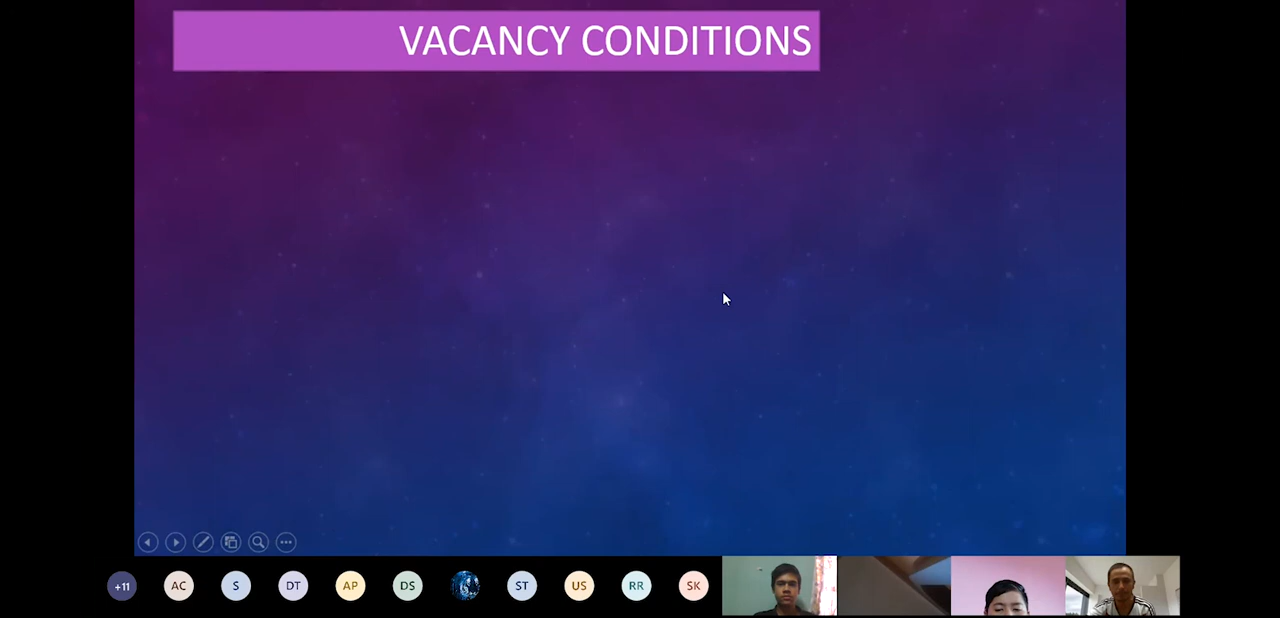 VACANCY CONDITIONS
+11
AC
S
DT
AP
DS
ST
US
RR
SK